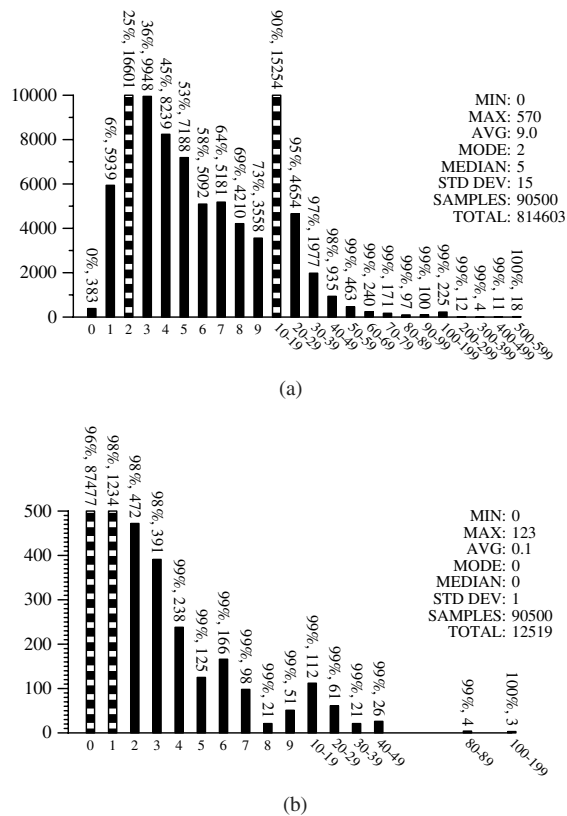 0%, 383
6%, 5939
25%, 16601
36%, 9948
45%, 8239
53%, 7188
58%, 5092
64%, 5181
69%, 4210
73%, 3558
90%, 15254
95%, 4654
97%, 1977
98%, 935
99%, 463
99%, 240
99%, 171
99%, 97
99%, 100
99%, 225
99%, 12
99%, 4
99%, 11
100%, 18
10000
8000
6000
4000
2000
0
MIN: 0
MAX: 570
AVG: 9.0
MODE: 2
MEDIAN: 5
STD DEV: 15
SAMPLES: 90500
TOTAL: 814603
0 1 2 3 4 5 6 7 8 9 10-19 20-29 30-39 40-49 50-59 60-69 70-79 80-89 90-99 100-199 200-299 300-399 400-499 500-599
(a)
96%, 87477
98%, 1234
98%, 472
98%, 391
99%, 238
99%, 125
99%, 166
99%, 98
99%, 21
99%, 51
99%, 112
99%, 61
99%, 21
99%, 26
99%, 4
100%, 3
500
400
300
200
100
0
MIN: 0
MAX: 123
AVG: 0.1
MODE: 0
MEDIAN: 0
STD DEV: 1
SAMPLES: 90500
TOTAL: 12519
0 1 2 3 4 5 6 7 8 9 10-19 20-29 30-39 40-49 80-89 100-199
(b)